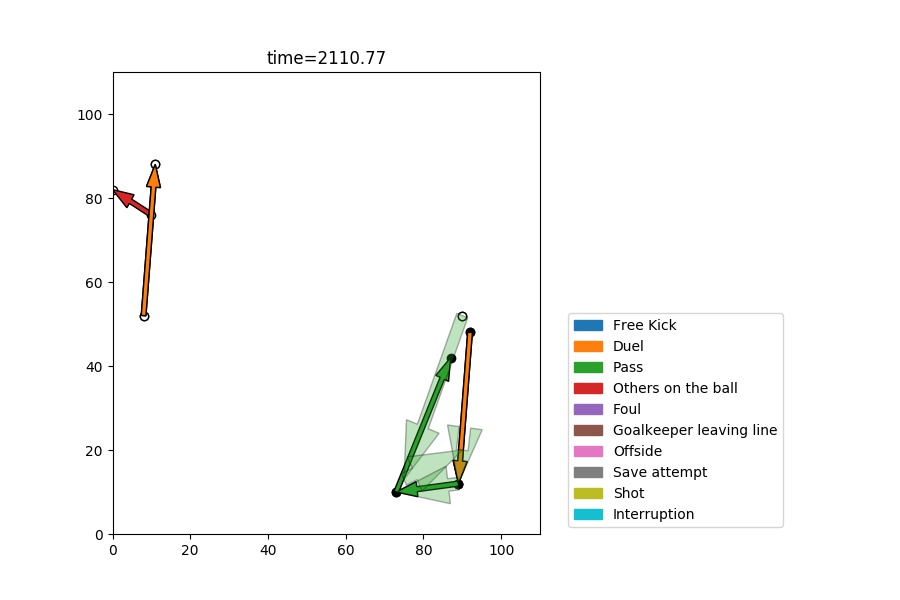 time=2110.77
100
80
60
40
20
0
0 20 40 60 80 100
Free Kick
Duel
Pass
Others on the ball
Foul
Goalkeeper leaving line
Offside
Save attempt
Shot
Interruption